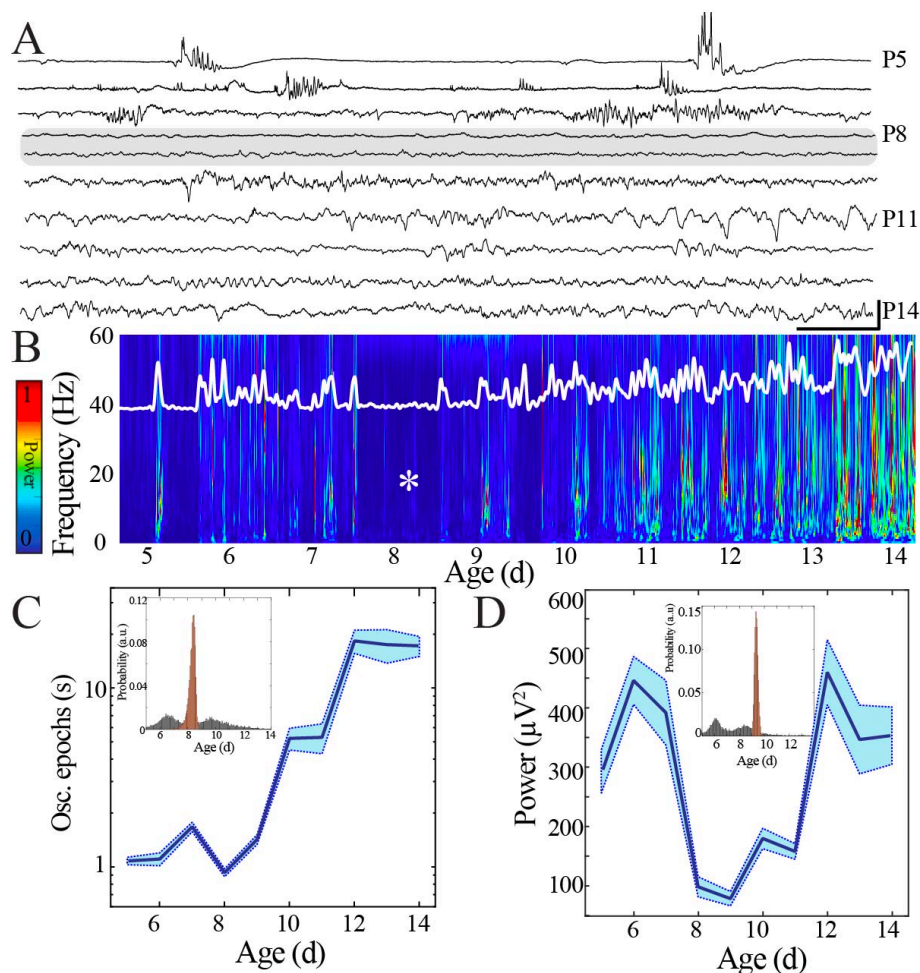 A
P5
P8
P11
P14
B
1
Power
0
Frequency (Hz)
60
40
20
0
*
5 6 7 8 9 10 11 12 13 14
Age (d)
C
Osc. epochs (s)
10
1
6 8 10 12 14
Age (d)
Probability (a.u.)
0.12
0.08
0.04
0
6 8 10 12 14
Age (d)
D
Power (µV²)
600
500
400
300
200
100
6 8 10 12 14
Age (d)
Probability (a.u)
0.15
0.10
0.05
0
6 8 10 12
Age (d)